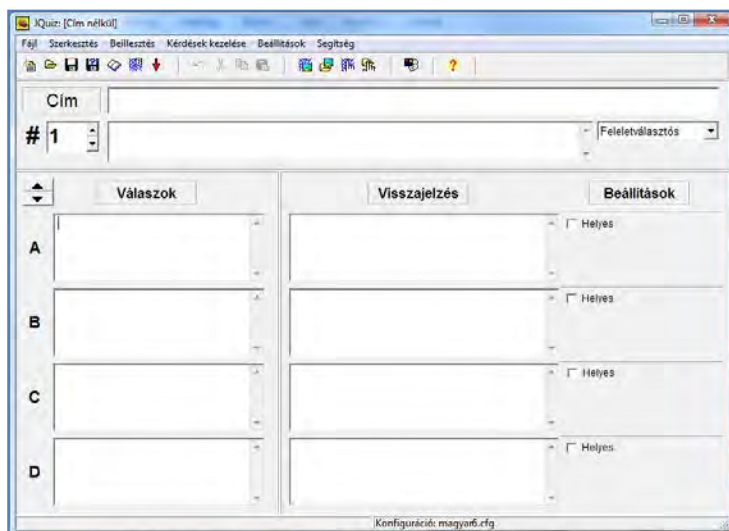 JQuiz: [Cím nélkül]
Fájl Szerkesztés Beillesztés Kérdések kezelése Beállítások Segítség
?
Cím
# 1 Feleletválasztós
Válaszok Visszajelzés Beállítások
A Helyes
B Helyes
C Helyes
D Helyes
Konfiguráció: magyar6.cfg